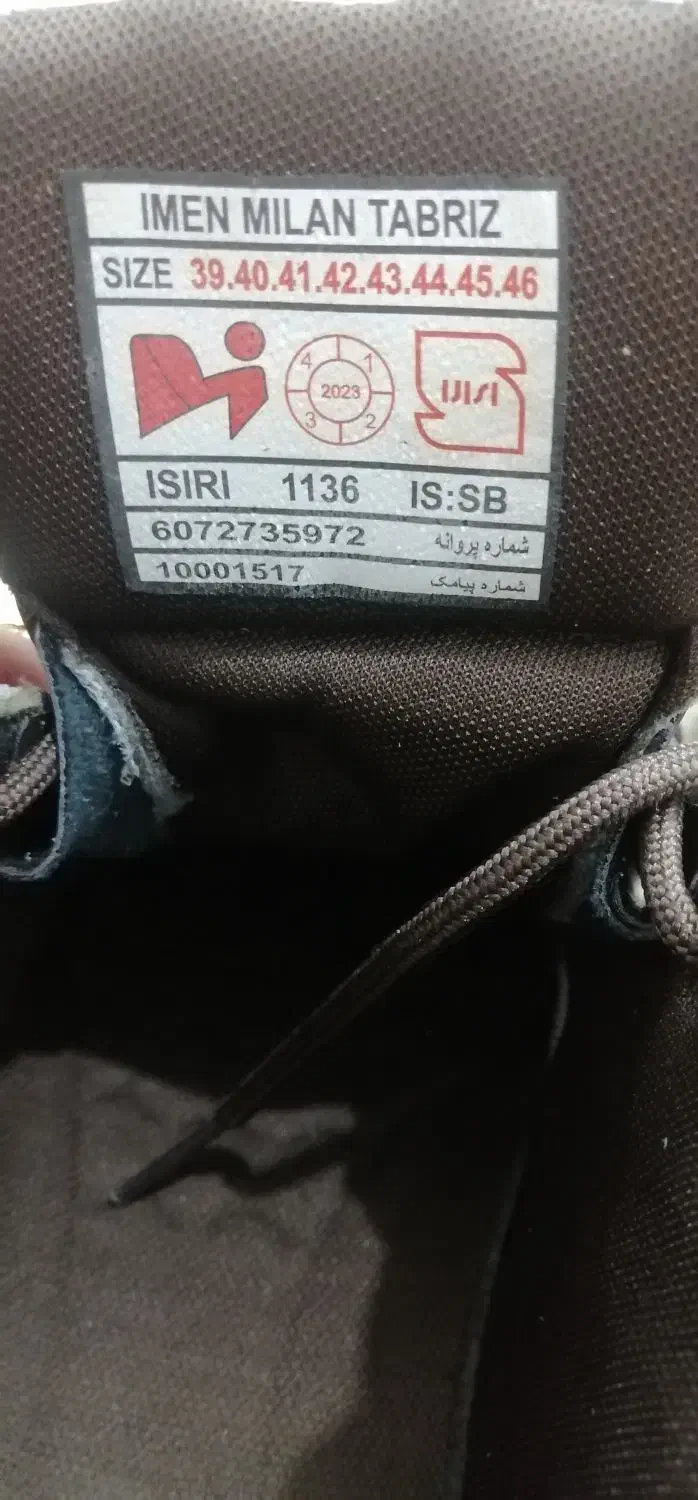 IMEN MILAN TABRIZ
SIZE 39.40.41.42.43.44.45.46
4 1
2023
3 2
ISIRI
ISIRI 1136 IS:SB
6072735972 شماره پروانه
10001517 شماره پیامک